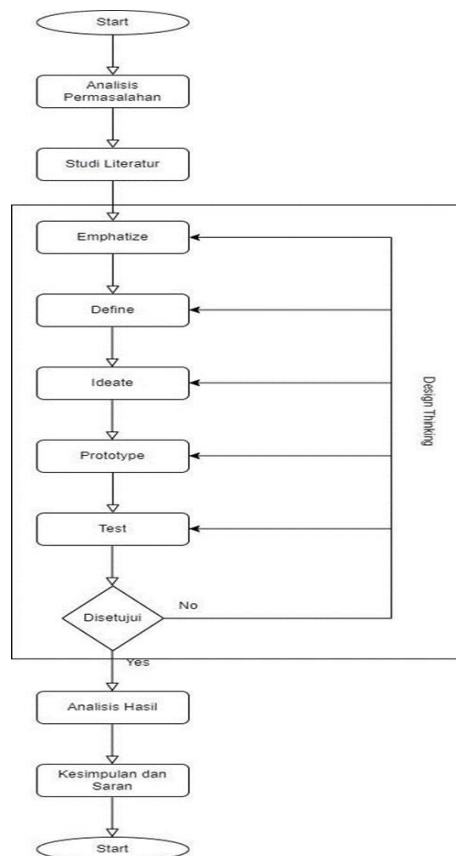 Start
Analisis
Permasalahan
Studi Literatur
Emphatize
Define
Ideate
Prototype
Test
Design Thinking
Disetujui
No
Yes
Analisis Hasil
Kesimpulan dan
Saran
Start